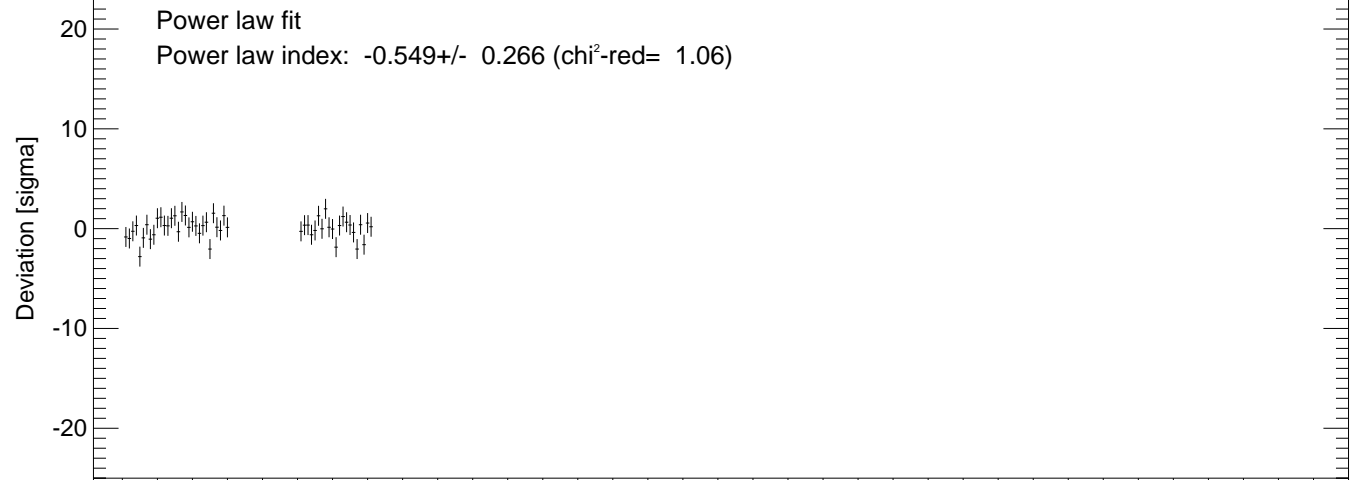 Power law fit
Power law index: -0.549+/- 0.266 (chi²-red= 1.06)
20
10
0
-10
-20
Deviation [sigma]